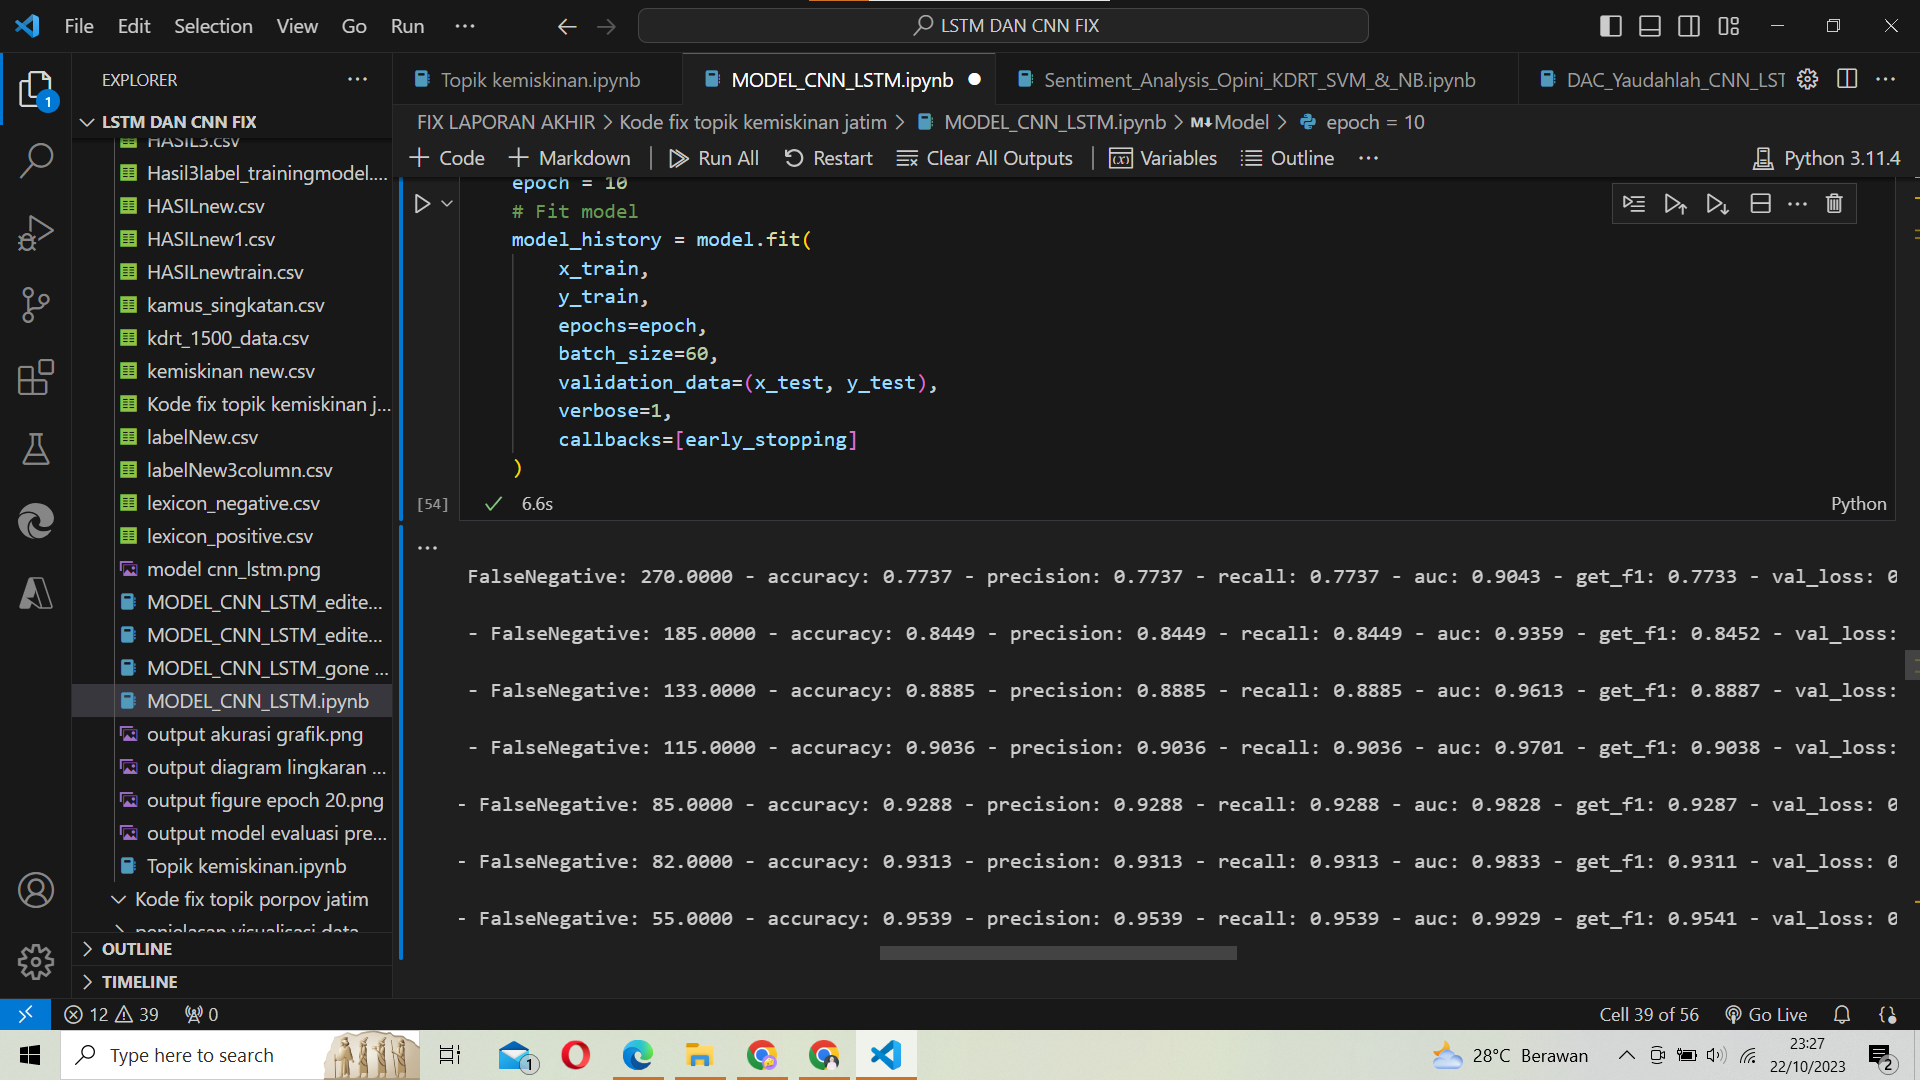 File Edit Selection View Go Run ···
LSTM DAN CNN FIX
EXPLORER ···
LSTM DAN CNN FIX
HASIL3.csv
Hasil3label_trainingmodel....
HASILnew.csv
HASILnew1.csv
HASILnewtrain.csv
kamus_singkatan.csv
kdrt_1500_data.csv
kemiskinan new.csv
Kode fix topik kemiskinan j...
labelNew.csv
labelNew3column.csv
lexicon_negative.csv
lexicon_positive.csv
model cnn_lstm.png
MODEL_CNN_LSTM_edite...
MODEL_CNN_LSTM_edite...
MODEL_CNN_LSTM_gone ...
MODEL_CNN_LSTM.ipynb
output akurasi grafik.png
output diagram lingkaran ...
output figure epoch 20.png
output model evaluasi pre...
Topik kemiskinan.ipynb
Kode fix topik porpov jatim
penjelasan visualisasi data
OUTLINE
TIMELINE
1
Topik kemiskinan.ipynb
MODEL_CNN_LSTM.ipynb
Sentiment_Analysis_Opini_KDRT_SVM_&_NB.ipynb
DAC_Yaudahlah_CNN_LST
FIX LAPORAN AKHIR > Kode fix topik kemiskinan jatim > MODEL_CNN_LSTM.ipynb > M↓Model > epoch = 10
+ Code + Markdown | Run All Restart Clear All Outputs | Variables Outline ··· Python 3.11.4
epoch = 10
# Fit model
model_history = model.fit(
x_train,
y_train,
epochs=epoch,
batch_size=60,
validation_data=(x_test, y_test),
verbose=1,
callbacks=[early_stopping]
)
[54] 6.6s Python
...
FalseNegative: 270.0000 - accuracy: 0.7737 - precision: 0.7737 - recall: 0.7737 - auc: 0.9043 - get_f1: 0.7733 - val_loss: 0
- FalseNegative: 185.0000 - accuracy: 0.8449 - precision: 0.8449 - recall: 0.8449 - auc: 0.9359 - get_f1: 0.8452 - val_loss:
- FalseNegative: 133.0000 - accuracy: 0.8885 - precision: 0.8885 - recall: 0.8885 - auc: 0.9613 - get_f1: 0.8887 - val_loss:
- FalseNegative: 115.0000 - accuracy: 0.9036 - precision: 0.9036 - recall: 0.9036 - auc: 0.9701 - get_f1: 0.9038 - val_loss:
- FalseNegative: 85.0000 - accuracy: 0.9288 - precision: 0.9288 - recall: 0.9288 - auc: 0.9828 - get_f1: 0.9287 - val_loss: 0
- FalseNegative: 82.0000 - accuracy: 0.9313 - precision: 0.9313 - recall: 0.9313 - auc: 0.9833 - get_f1: 0.9311 - val_loss: 0
- FalseNegative: 55.0000 - accuracy: 0.9539 - precision: 0.9539 - recall: 0.9539 - auc: 0.9929 - get_f1: 0.9541 - val_loss: 0
12 39 0 Cell 39 of 56 Go Live
Type here to search 1 28°C Berawan 23:27
22/10/2023 2